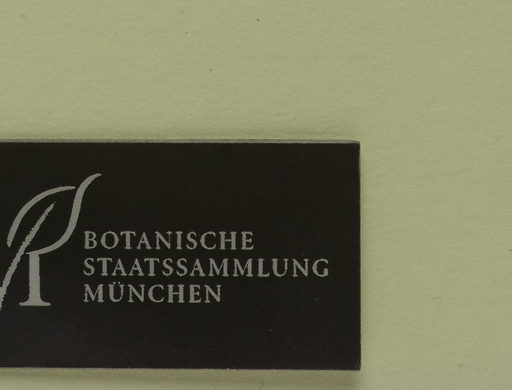 BOTANISCHE
STAATSSAMMLUNG
MÜNCHEN